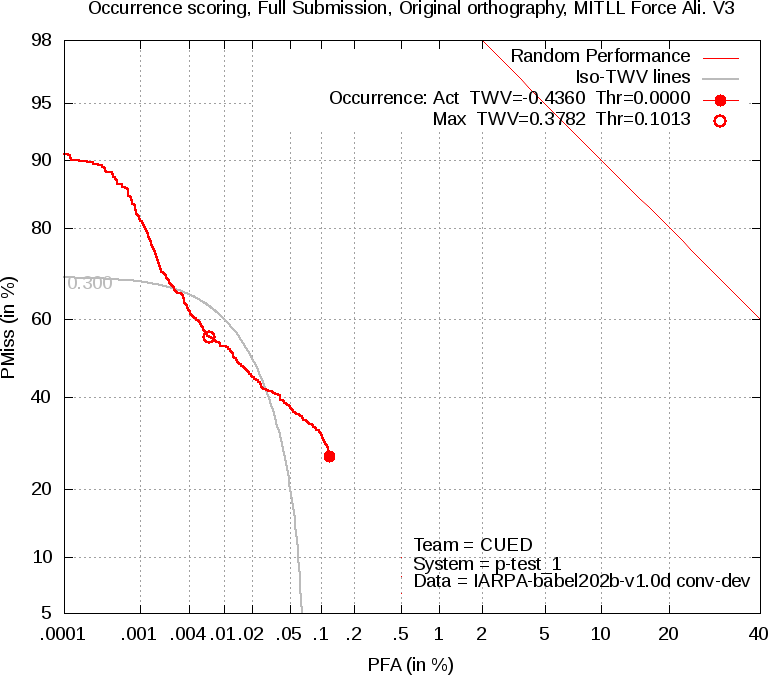 Occurrence scoring, Full Submission, Original orthography, MITLL Force Ali. V3
98
95
90
80
60
40
20
10
5
PMiss (in %)
Random Performance
Iso-TWV lines
Occurrence: Act TWV=-0.4360 Thr=0.0000
Max TWV=0.3782 Thr=0.1013
0.300
Team = CUED
System = p-test_1
Data = IARPA-babel202b-v1.0d conv-dev
.0001 .001 .004 .01 .02 .05 .1 .2 .5 1 2 5 10 20 40
PFA (in %)